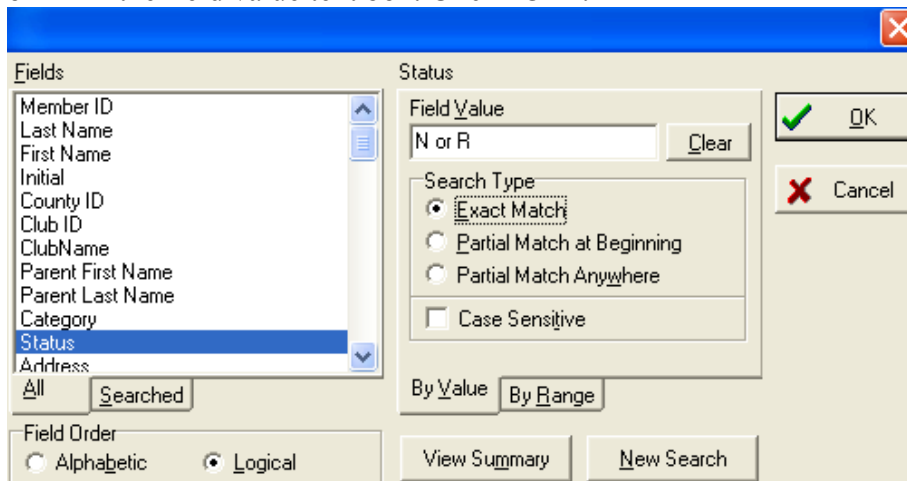 Fields
Member ID
Last Name
First Name
Initial
County ID
Club ID
ClubName
Parent First Name
Parent Last Name
Category
Status
Address
All
Searched
Field Order
Alphabetic
Logical
Status
Field Value
N or R
Clear
Search Type
Exact Match
Partial Match at Beginning
Partial Match Anywhere
Case Sensitive
By Value
By Range
View Summary
New Search
OK
Cancel